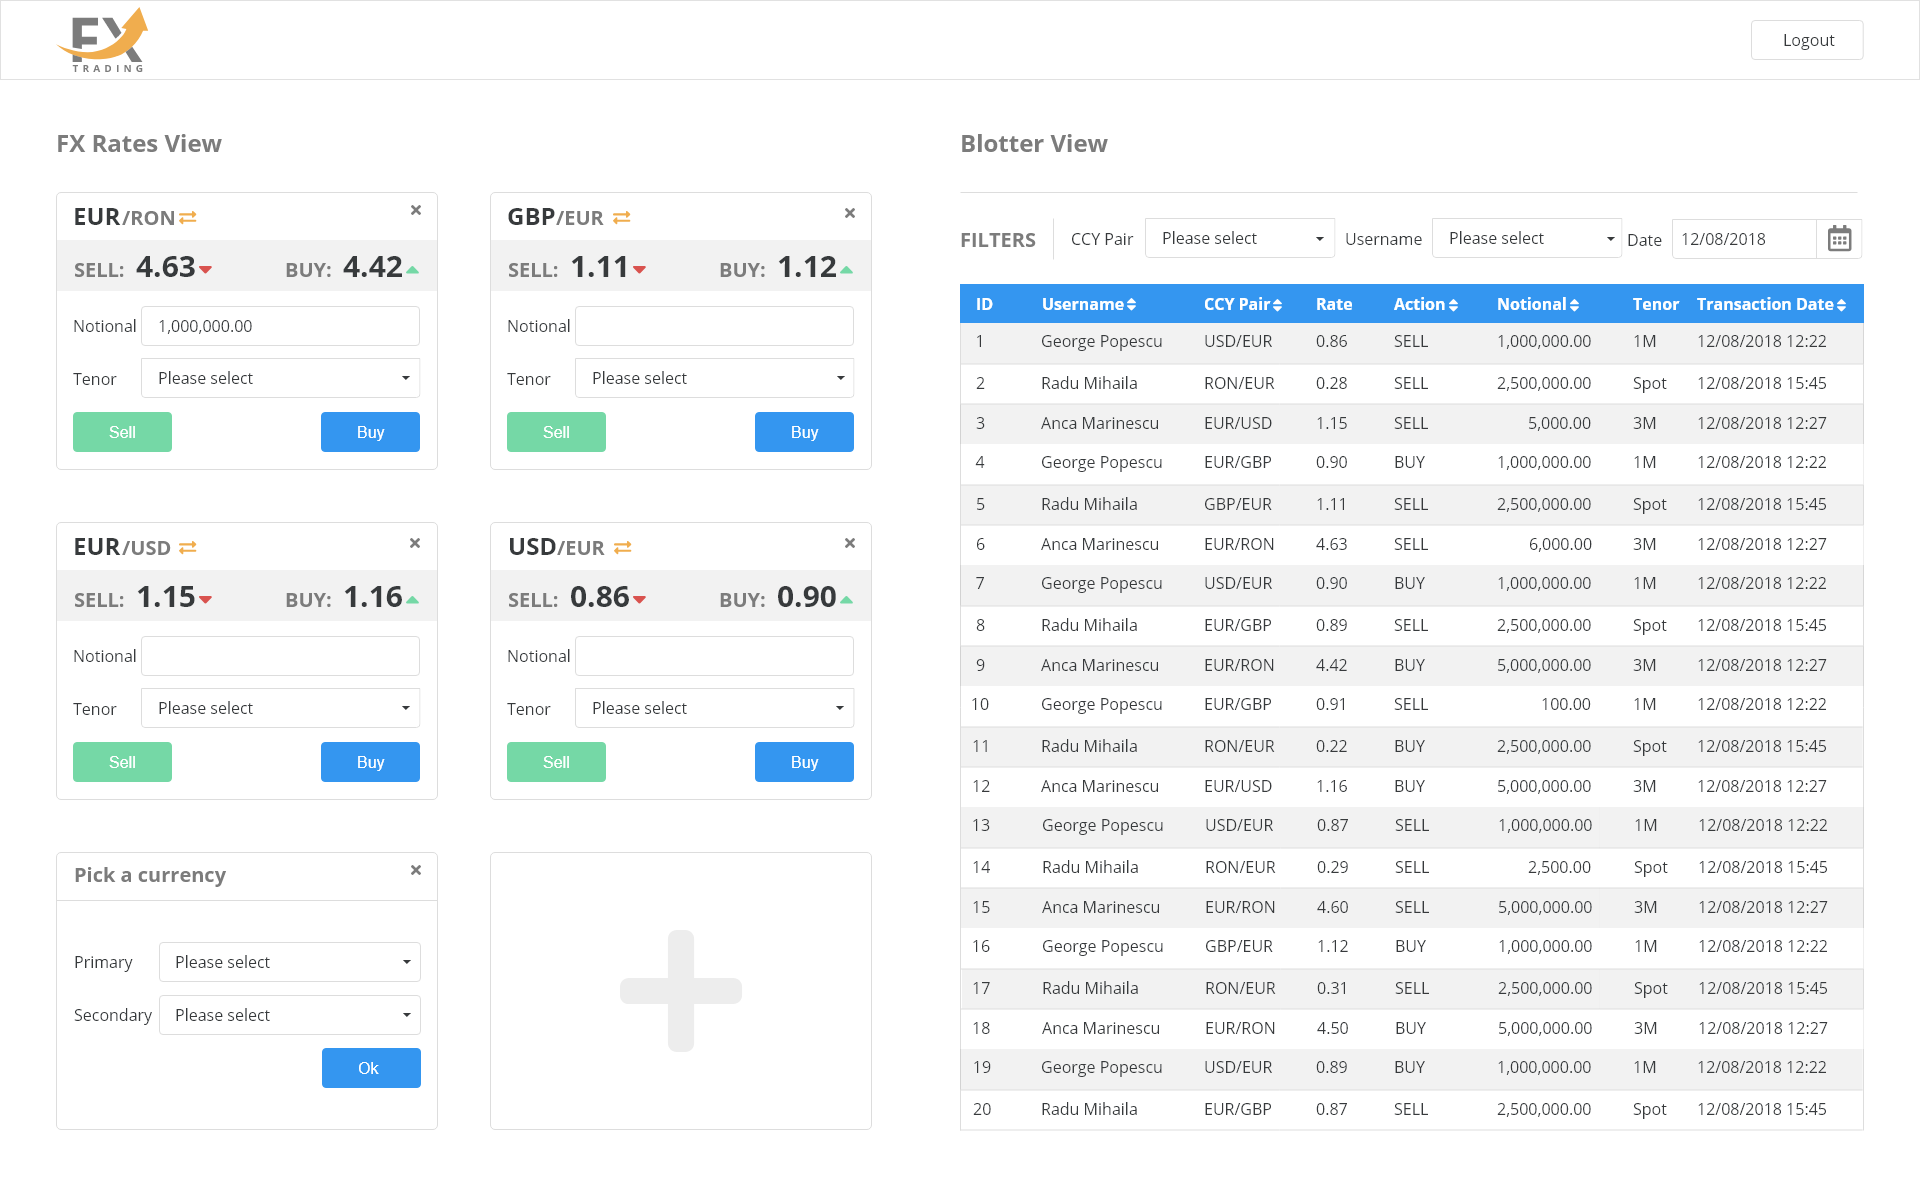 FX
TRADING
Logout
FX Rates View
EUR/RON
SELL: 4.63 BUY: 4.42
Notional 1,000,000.00
Tenor Please select
Sell Buy
GBP/EUR
SELL: 1.11 BUY: 1.12
Notional
Tenor Please select
Sell Buy
EUR/USD
SELL: 1.15 BUY: 1.16
Notional
Tenor Please select
Sell Buy
USD/EUR
SELL: 0.86 BUY: 0.90
Notional
Tenor Please select
Sell Buy
Pick a currency
Primary Please select
Secondary Please select
Ok
Blotter View
FILTERS CCY Pair Please select Username Please select Date 12/08/2018
ID Username CCY Pair Rate Action Notional Tenor Transaction Date
1 George Popescu USD/EUR 0.86 SELL 1,000,000.00 1M 12/08/2018 12:22
2 Radu Mihaila RON/EUR 0.28 SELL 2,500,000.00 Spot 12/08/2018 15:45
3 Anca Marinescu EUR/USD 1.15 SELL 5,000.00 3M 12/08/2018 12:27
4 George Popescu EUR/GBP 0.90 BUY 1,000,000.00 1M 12/08/2018 12:22
5 Radu Mihaila GBP/EUR 1.11 SELL 2,500,000.00 Spot 12/08/2018 15:45
6 Anca Marinescu EUR/RON 4.63 SELL 6,000.00 3M 12/08/2018 12:27
7 George Popescu USD/EUR 0.90 BUY 1,000,000.00 1M 12/08/2018 12:22
8 Radu Mihaila EUR/GBP 0.89 SELL 2,500,000.00 Spot 12/08/2018 15:45
9 Anca Marinescu EUR/RON 4.42 BUY 5,000,000.00 3M 12/08/2018 12:27
10 George Popescu EUR/GBP 0.91 SELL 100.00 1M 12/08/2018 12:22
11 Radu Mihaila RON/EUR 0.22 BUY 2,500,000.00 Spot 12/08/2018 15:45
12 Anca Marinescu EUR/USD 1.16 BUY 5,000,000.00 3M 12/08/2018 12:27
13 George Popescu USD/EUR 0.87 SELL 1,000,000.00 1M 12/08/2018 12:22
14 Radu Mihaila RON/EUR 0.29 SELL 2,500.00 Spot 12/08/2018 15:45
15 Anca Marinescu EUR/RON 4.60 SELL 5,000,000.00 3M 12/08/2018 12:27
16 George Popescu GBP/EUR 1.12 BUY 1,000,000.00 1M 12/08/2018 12:22
17 Radu Mihaila RON/EUR 0.31 SELL 2,500,000.00 Spot 12/08/2018 15:45
18 Anca Marinescu EUR/RON 4.50 BUY 5,000,000.00 3M 12/08/2018 12:27
19 George Popescu USD/EUR 0.89 BUY 1,000,000.00 1M 12/08/2018 12:22
20 Radu Mihaila EUR/GBP 0.87 SELL 2,500,000.00 Spot 12/08/2018 15:45